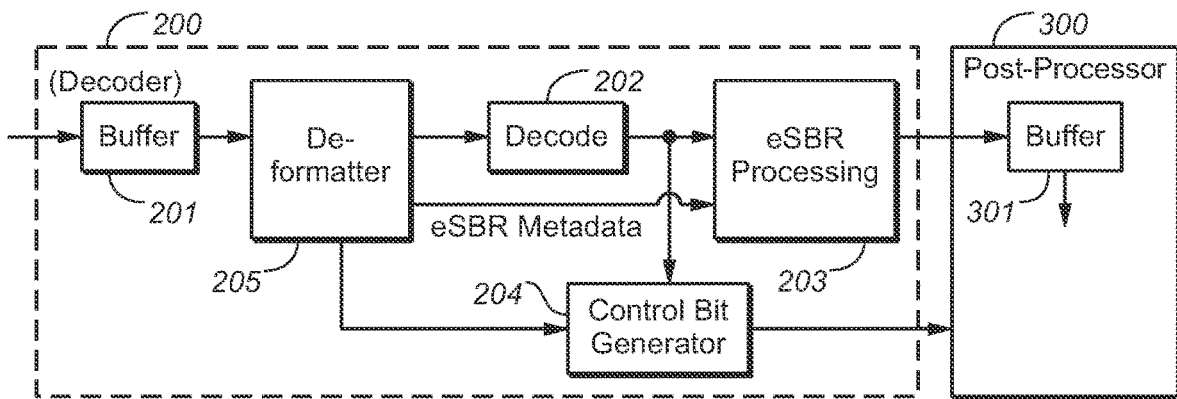 200
300
(Decoder)
Post-Processor
202
Buffer
De-
formatter
Decode
eSBR
Processing
Buffer
201
301
eSBR Metadata
205
204
203
Control Bit
Generator